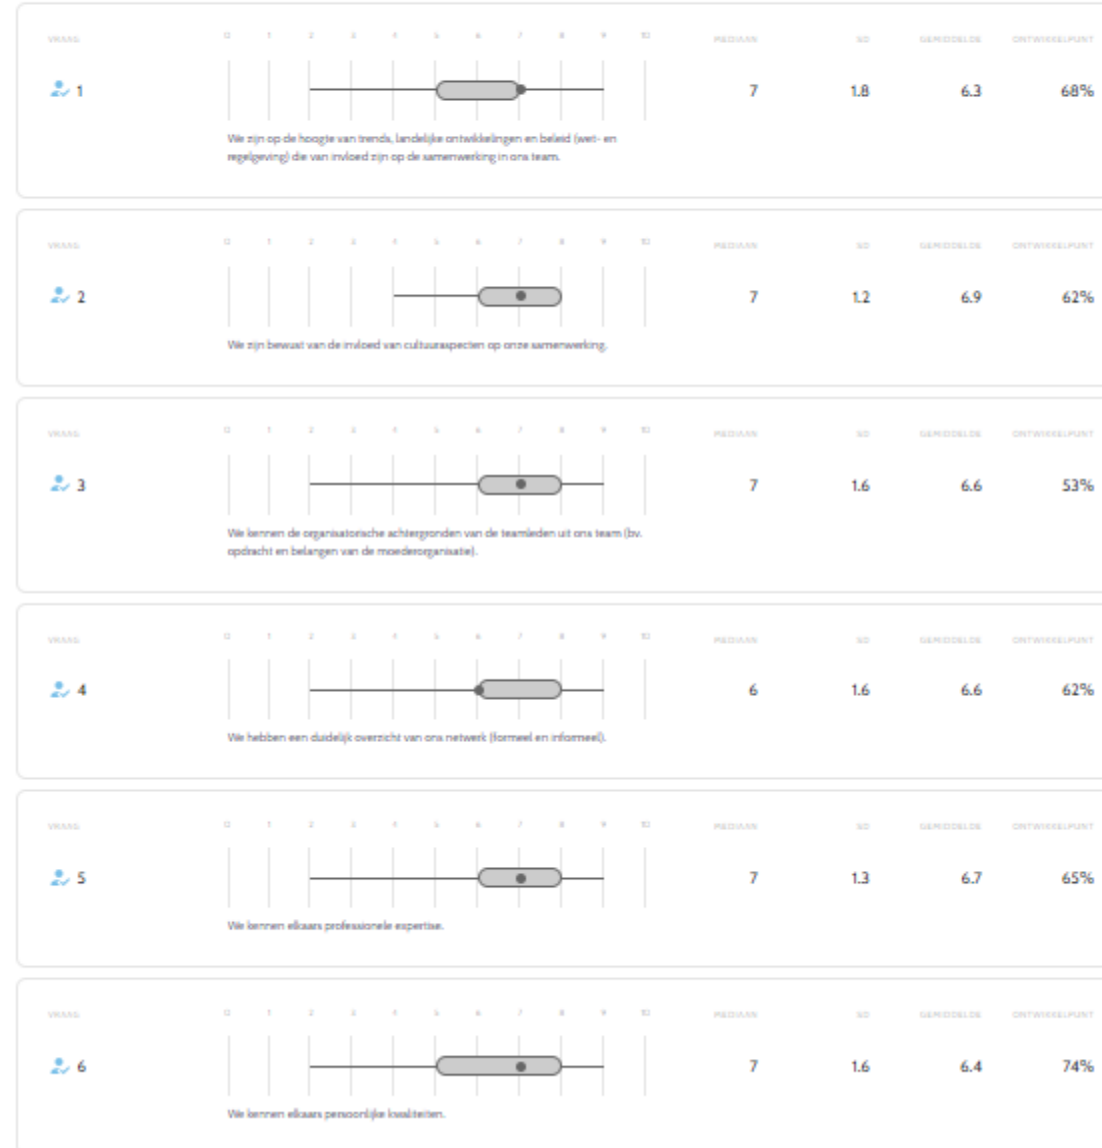 VRAAG 0 1 2 3 4 5 6 7 8 9 10 MEDIAAN SD GEMIDDELDE ONTWIKKELPUNT
1 7 1.8 6.3 68%
We zijn op de hoogte van trends, landelijke ontwikkelingen en beleid (wet- en
regelgeving) die van invloed zijn op de samenwerking in ons team.
VRAAG 0 1 2 3 4 5 6 7 8 9 10 MEDIAAN SD GEMIDDELDE ONTWIKKELPUNT
2 7 1.2 6.9 62%
We zijn bewust van de invloed van cultuuraspecten op onze samenwerking.
VRAAG 0 1 2 3 4 5 6 7 8 9 10 MEDIAAN SD GEMIDDELDE ONTWIKKELPUNT
3 7 1.6 6.6 53%
We kennen de organisatorische achtergronden van de teamleden uit ons team (bv.
opdracht en belangen van de moederorganisatie).
VRAAG 0 1 2 3 4 5 6 7 8 9 10 MEDIAAN SD GEMIDDELDE ONTWIKKELPUNT
4 6 1.6 6.6 62%
We hebben een duidelijk overzicht van ons netwerk (formeel en informeel).
VRAAG 0 1 2 3 4 5 6 7 8 9 10 MEDIAAN SD GEMIDDELDE ONTWIKKELPUNT
5 7 1.3 6.7 65%
We kennen elkaars professionele expertise.
VRAAG 0 1 2 3 4 5 6 7 8 9 10 MEDIAAN SD GEMIDDELDE ONTWIKKELPUNT
6 7 1.6 6.4 74%
We kennen elkaars persoonlijke kwaliteiten.